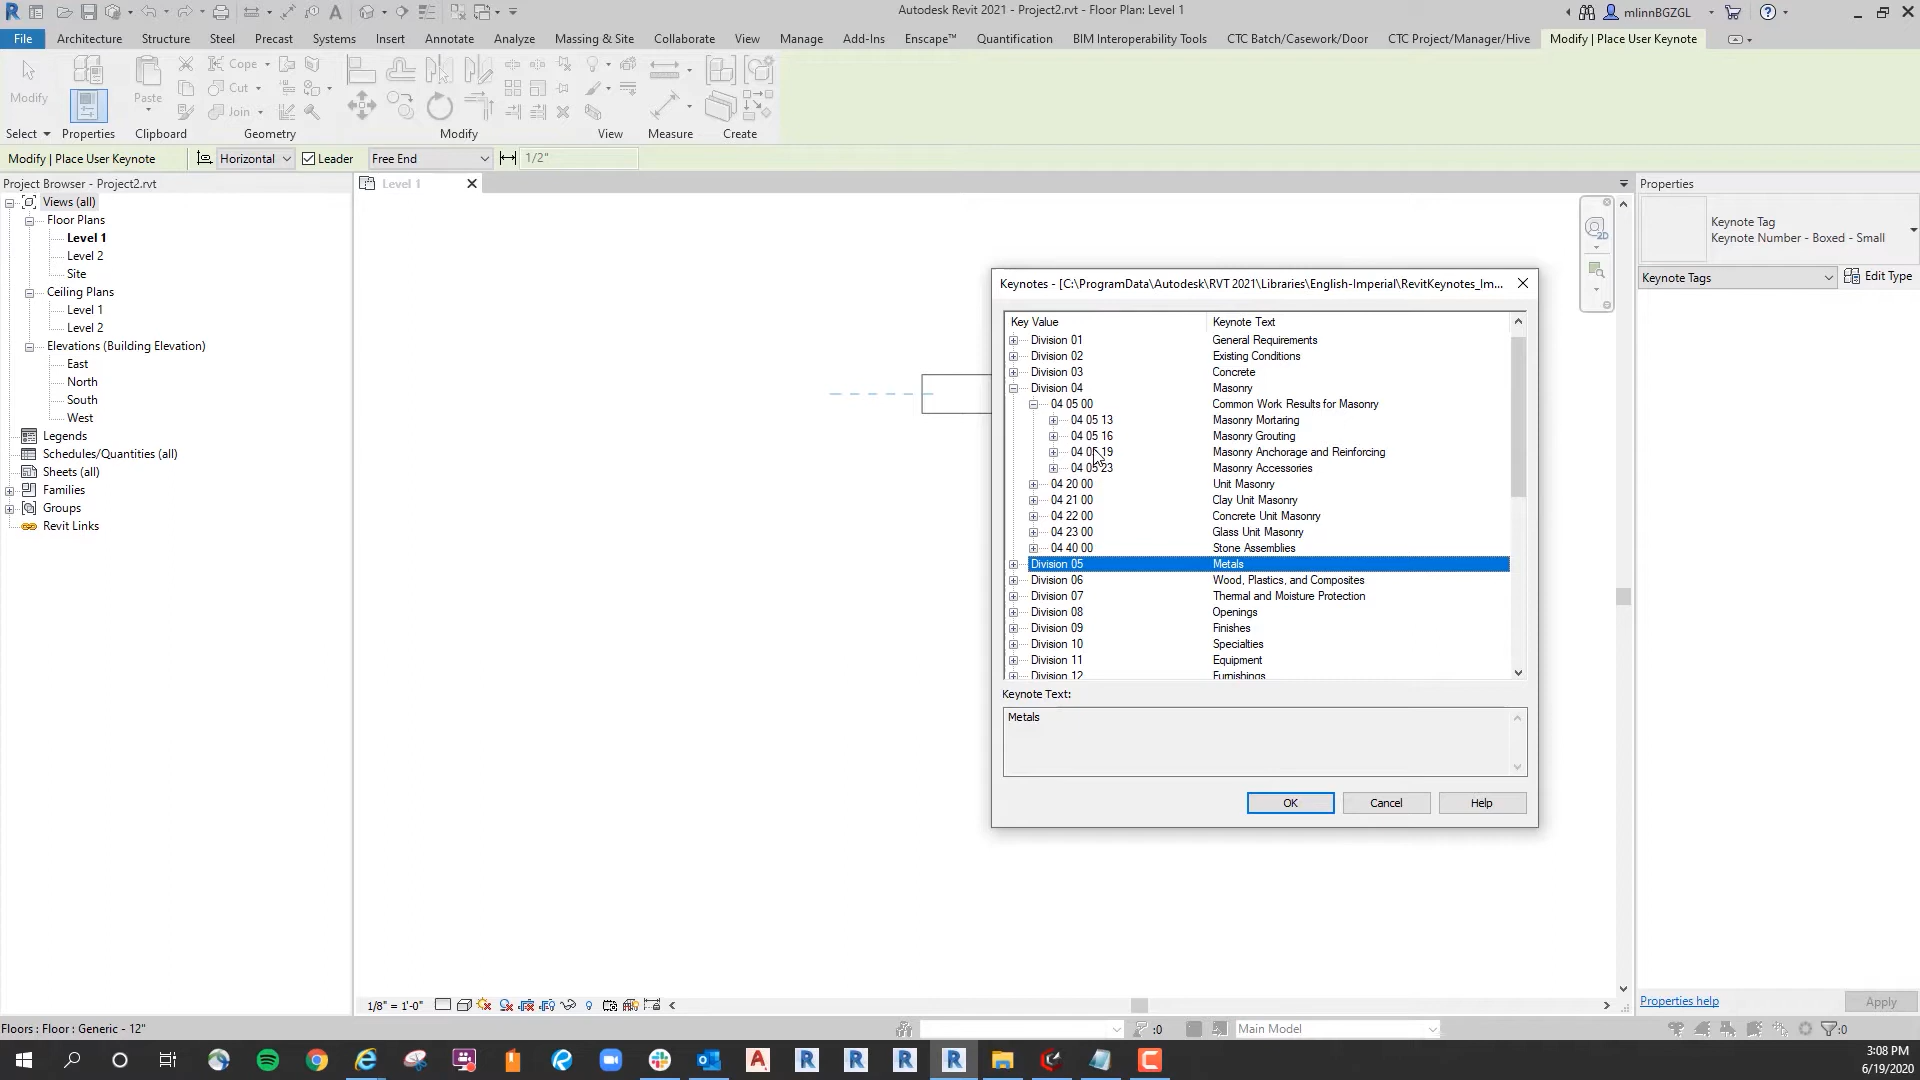 Autodesk Revit 2021 - Project2.rvt - Floor Plan: Level 1
mlinnBGZGL
File Architecture Structure Steel Precast Systems Insert Annotate Analyze Massing & Site Collaborate View Manage Add-Ins Enscape™ Quantification BIM Interoperability Tools CTC Batch/Casework/Door CTC Project/Manager/Hive Modify | Place User Keynote
Cope
Modify
Paste
Cut
Join
Select Properties Clipboard Geometry Modify View Measure Create
Modify | Place User Keynote Horizontal Leader Free End 1/2"
Project Browser - Project2.rvt
Level 1
Properties
Views (all)
Floor Plans
Level 1
Level 2
Site
Ceiling Plans
Level 1
Level 2
Elevations (Building Elevation)
East
North
South
West
Legends
Schedules/Quantities (all)
Sheets (all)
Families
Groups
Revit Links
2D
Keynote Tag
Keynote Number - Boxed - Small
Keynote Tags Edit Type
Keynotes - [C:\ProgramData\Autodesk\RVT 2021\Libraries\English-Imperial\RevitKeynotes_Im...
Key Value Keynote Text
Division 01 General Requirements
Division 02 Existing Conditions
Division 03 Concrete
Division 04 Masonry
04 05 00 Common Work Results for Masonry
04 05 13 Masonry Mortaring
04 05 16 Masonry Grouting
04 05 19 Masonry Anchorage and Reinforcing
04 05 23 Masonry Accessories
04 20 00 Unit Masonry
04 21 00 Clay Unit Masonry
04 22 00 Concrete Unit Masonry
04 23 00 Glass Unit Masonry
04 40 00 Stone Assemblies
Division 05 Metals
Division 06 Wood, Plastics, and Composites
Division 07 Thermal and Moisture Protection
Division 08 Openings
Division 09 Finishes
Division 10 Specialties
Division 11 Equipment
Division 12 Furnishings
Keynote Text:
Metals
OK Cancel Help
1/8" = 1'-0"
Properties help Apply
Floors : Floor : Generic - 12" :0 Main Model :0
3:08 PM
6/19/2020